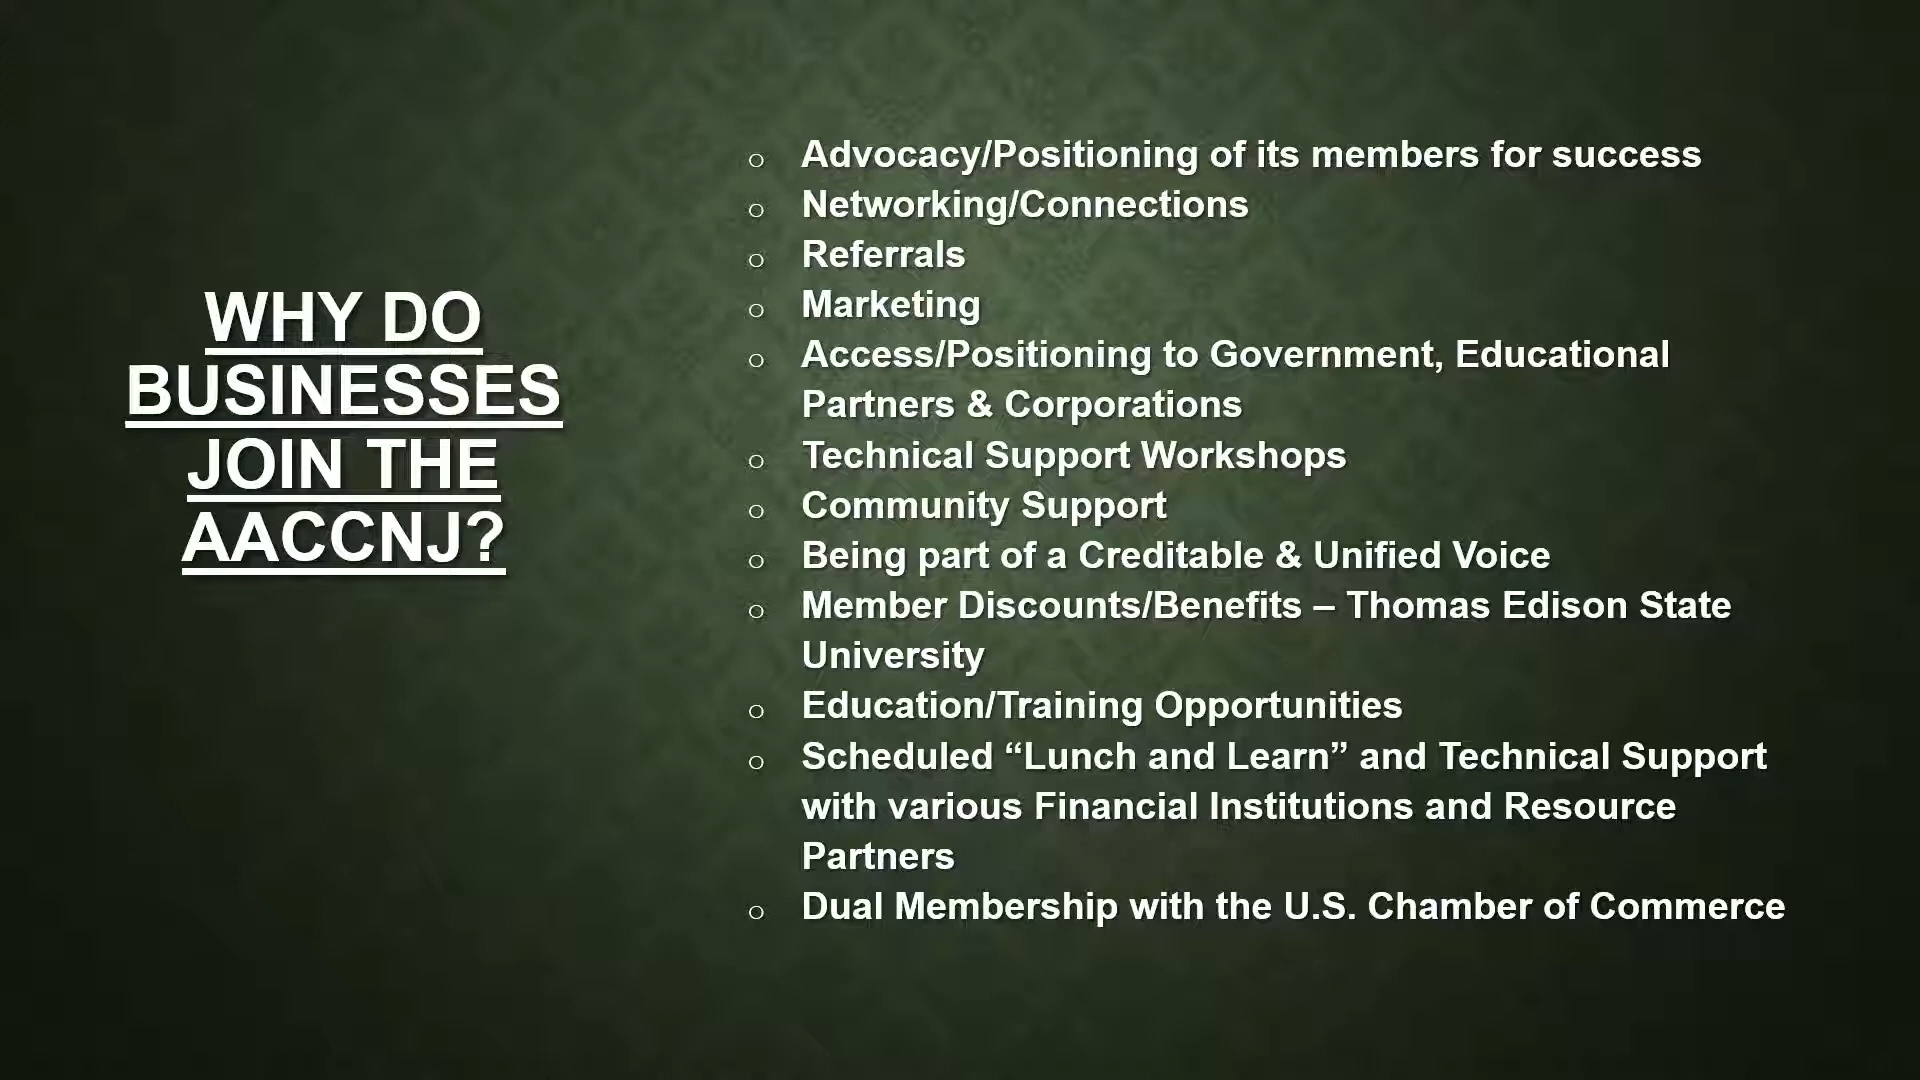 WHY DO
BUSINESSES
JOIN THE
AACCNJ?
Advocacy/Positioning of its members for success
Networking/Connections
Referrals
Marketing
Access/Positioning to Government, Educational
Partners & Corporations
Technical Support Workshops
Community Support
Being part of a Creditable & Unified Voice
Member Discounts/Benefits – Thomas Edison State
University
Education/Training Opportunities
Scheduled “Lunch and Learn” and Technical Support
with various Financial Institutions and Resource
Partners
Dual Membership with the U.S. Chamber of Commerce